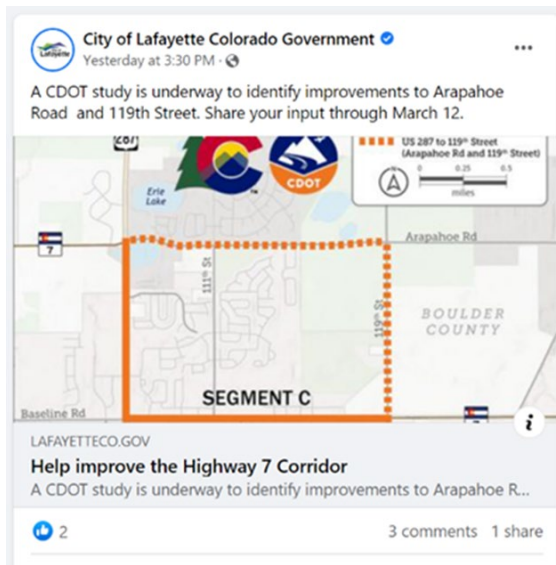 City of Lafayette Colorado Government
Yesterday at 3:30 PM ·
A CDOT study is underway to identify improvements to Arapahoe
Road and 119th Street. Share your input through March 12.
287
US 287 to 119th Street
(Arapahoe Rd and 119th Street)
0 0.25 0.5
miles
CDOT
Erie
Lake
7
Arapahoe Rd
111th St
119th St
BOULDER
COUNTY
SEGMENT C
Baseline Rd
LAFAYETTECO.GOV
Help improve the Highway 7 Corridor
A CDOT study is underway to identify improvements to Arapahoe R...
2
3 comments 1 share